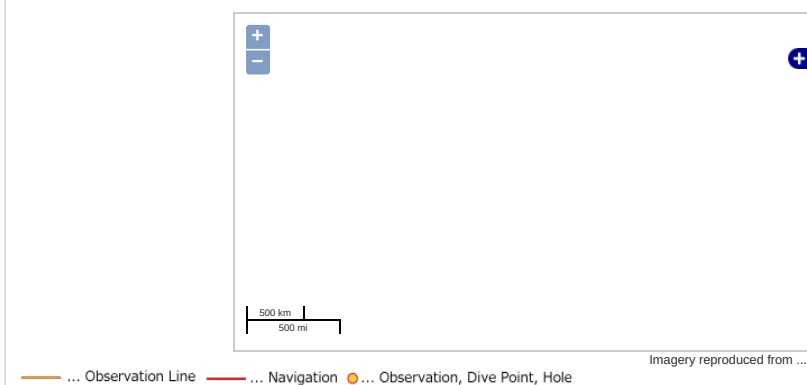 +
−
+
500 km
500 mi
Imagery reproduced from ...
... Observation Line ... Navigation ... Observation, Dive Point, Hole